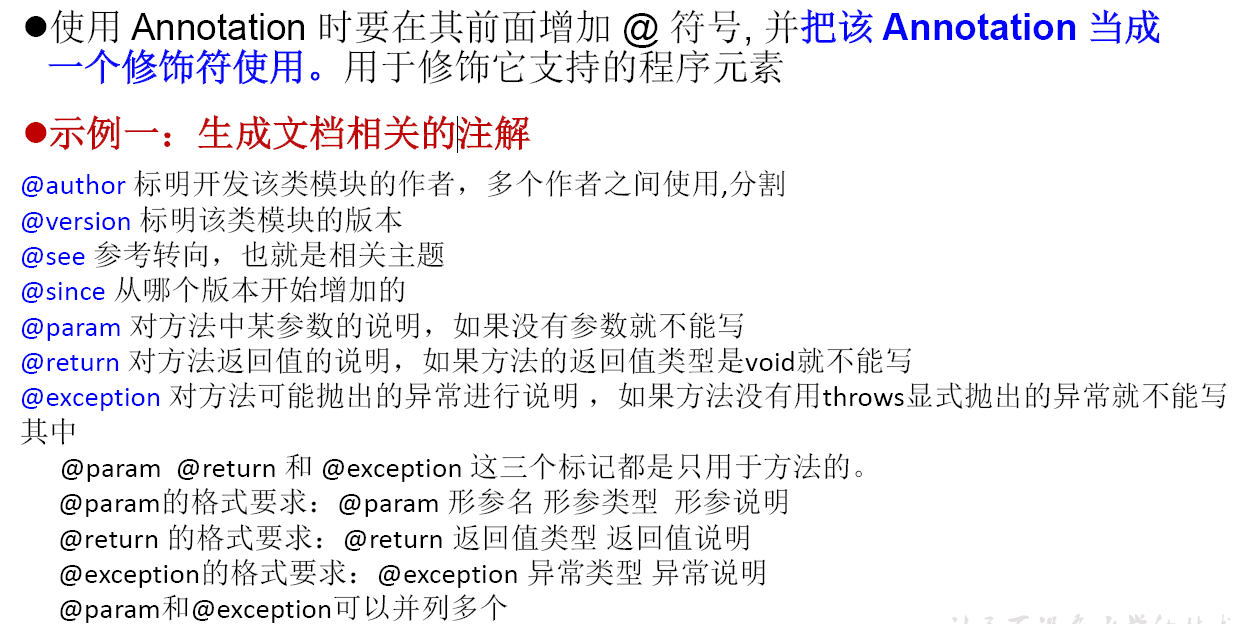 ●使用 Annotation 时要在其前面增加 @ 符号, 并把该 Annotation 当成
一个修饰符使用。用于修饰它支持的程序元素
●示例一：生成文档相关的注解
@author 标明开发该类模块的作者，多个作者之间使用,分割
@version 标明该类模块的版本
@see 参考转向，也就是相关主题
@since 从哪个版本开始增加的
@param 对方法中某参数的说明，如果没有参数就不能写
@return 对方法返回值的说明，如果方法的返回值类型是void就不能写
@exception 对方法可能抛出的异常进行说明 ，如果方法没有用throws显式抛出的异常就不能写
其中
@param @return 和 @exception 这三个标记都是只用于方法的。
@param的格式要求：@param 形参名 形参类型 形参说明
@return 的格式要求：@return 返回值类型 返回值说明
@exception的格式要求：@exception 异常类型 异常说明
@param和@exception可以并列多个